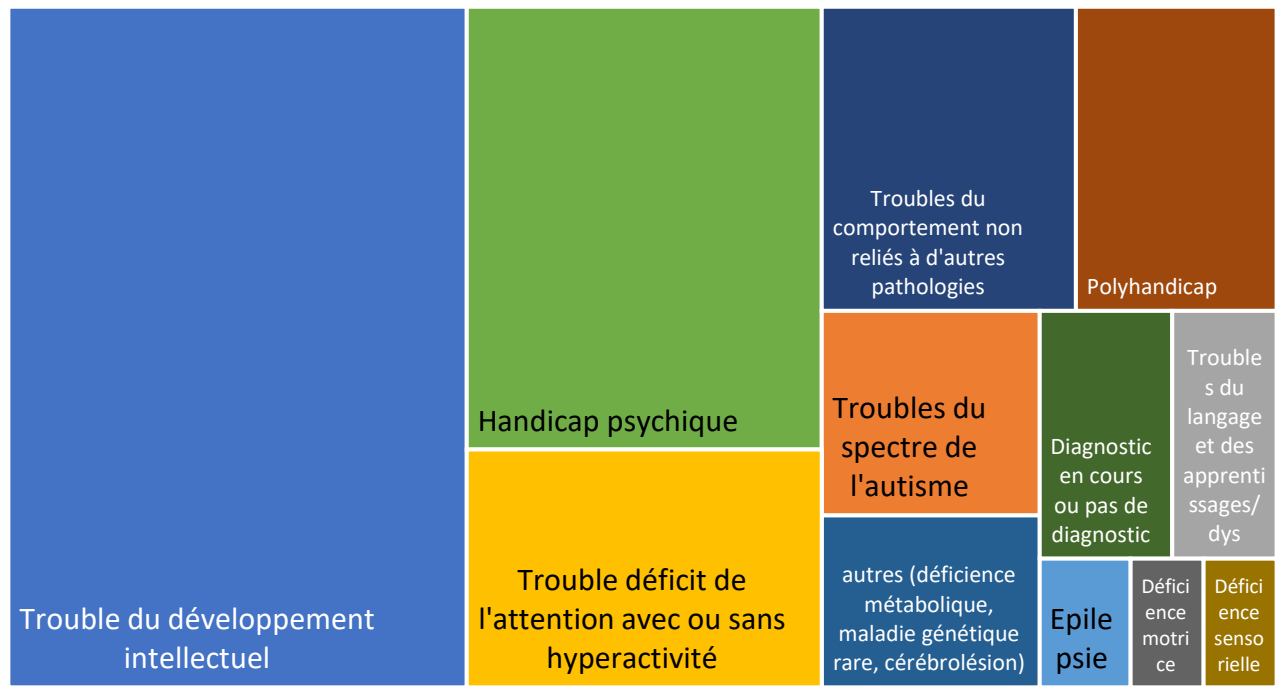 Trouble du développement
intellectuel
Handicap psychique
Trouble déficit de
l'attention avec ou sans
hyperactivité
Troubles du
comportement non
reliés à d'autres
pathologies
Polyhandicap
Troubles du
spectre de
l'autisme
Diagnostic
en cours
ou pas de
diagnostic
Trouble
s du
langage
et des
apprenti
ssages/
dys
autres (déficience
métabolique,
maladie génétique
rare, cérébrolésion)
Epile
psie
Défici
ence
motri
ce
Défici
ence
senso
rielle